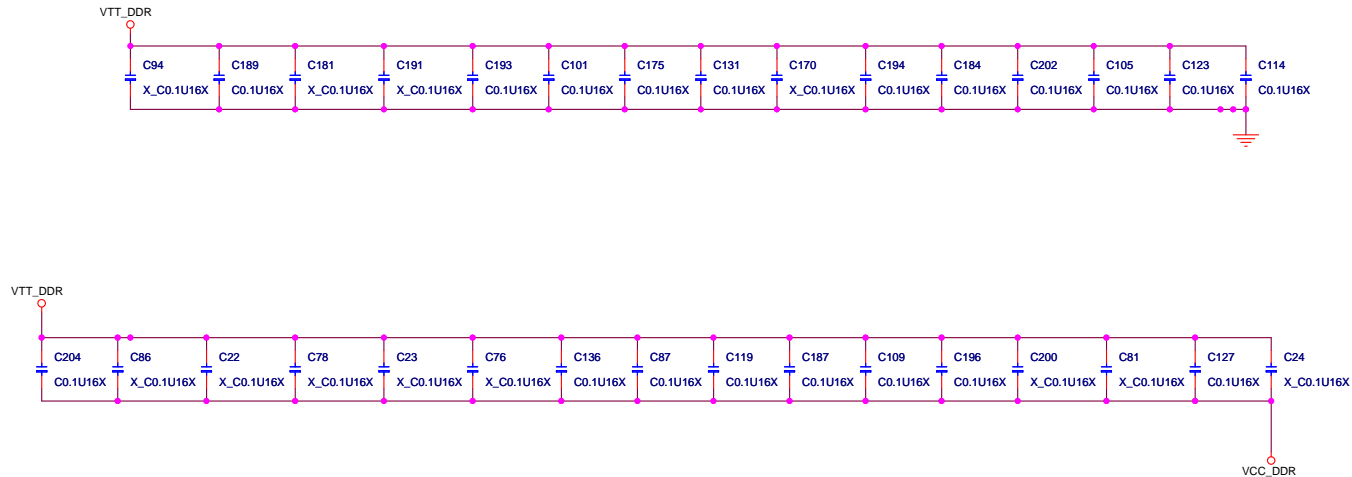 VTT_DDR
C94 C189 C181 C191 C193 C101 C175 C131 C170 C194 C184 C202 C105 C123 C114
X_C0.1U16X C0.1U16X X_C0.1U16X X_C0.1U16X C0.1U16X C0.1U16X C0.1U16X C0.1U16X X_C0.1U16X C0.1U16X C0.1U16X C0.1U16X C0.1U16X C0.1U16X C0.1U16X
VTT_DDR
C204 C86 C22 C78 C23 C76 C136 C87 C119 C187 C109 C196 C200 C81 C127 C24
C0.1U16X X_C0.1U16X X_C0.1U16X X_C0.1U16X X_C0.1U16X X_C0.1U16X C0.1U16X C0.1U16X C0.1U16X C0.1U16X C0.1U16X C0.1U16X X_C0.1U16X X_C0.1U16X C0.1U16X X_C0.1U16X
VCC_DDR